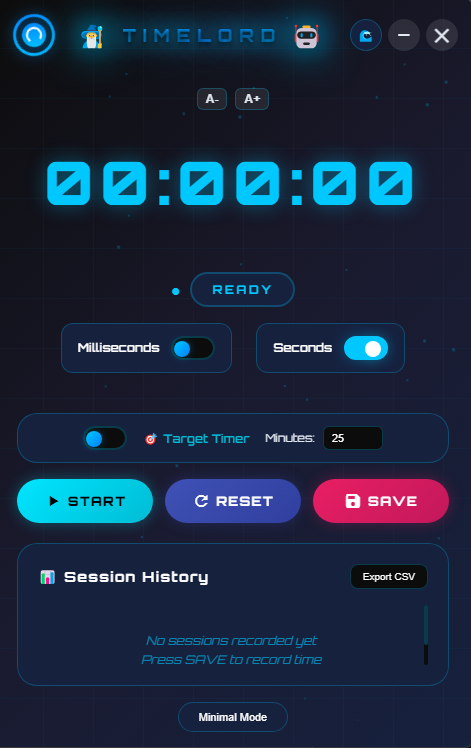 TIMELORD
A- A+
00:00:00
READY
Milliseconds Seconds
Target Timer Minutes: 25
START RESET SAVE
Session History Export CSV
No sessions recorded yet
Press SAVE to record time
Minimal Mode